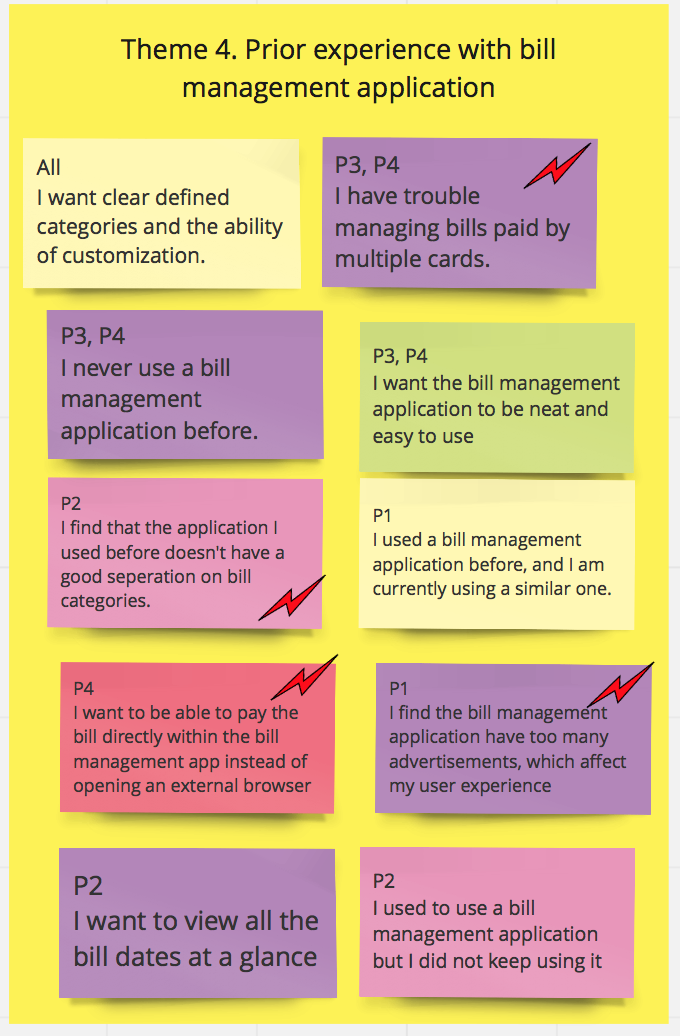 Theme 4. Prior experience with bill
management application
All
I want clear defined
categories and the ability
of customization.
P3, P4
I have trouble
managing bills paid by
multiple cards.
P3, P4
I never use a bill
management
application before.
P3, P4
I want the bill management
application to be neat and
easy to use
P2
I find that the application I
used before doesn't have a
good seperation on bill
categories.
P1
I used a bill management
application before, and I am
currently using a similar one.
P4
I want to be able to pay the
bill directly within the bill
management app instead of
opening an external browser
P1
I find the bill management
application have too many
advertisements, which affect
my user experience
P2
I want to view all the
bill dates at a glance
P2
I used to use a bill
management application
but I did not keep using it